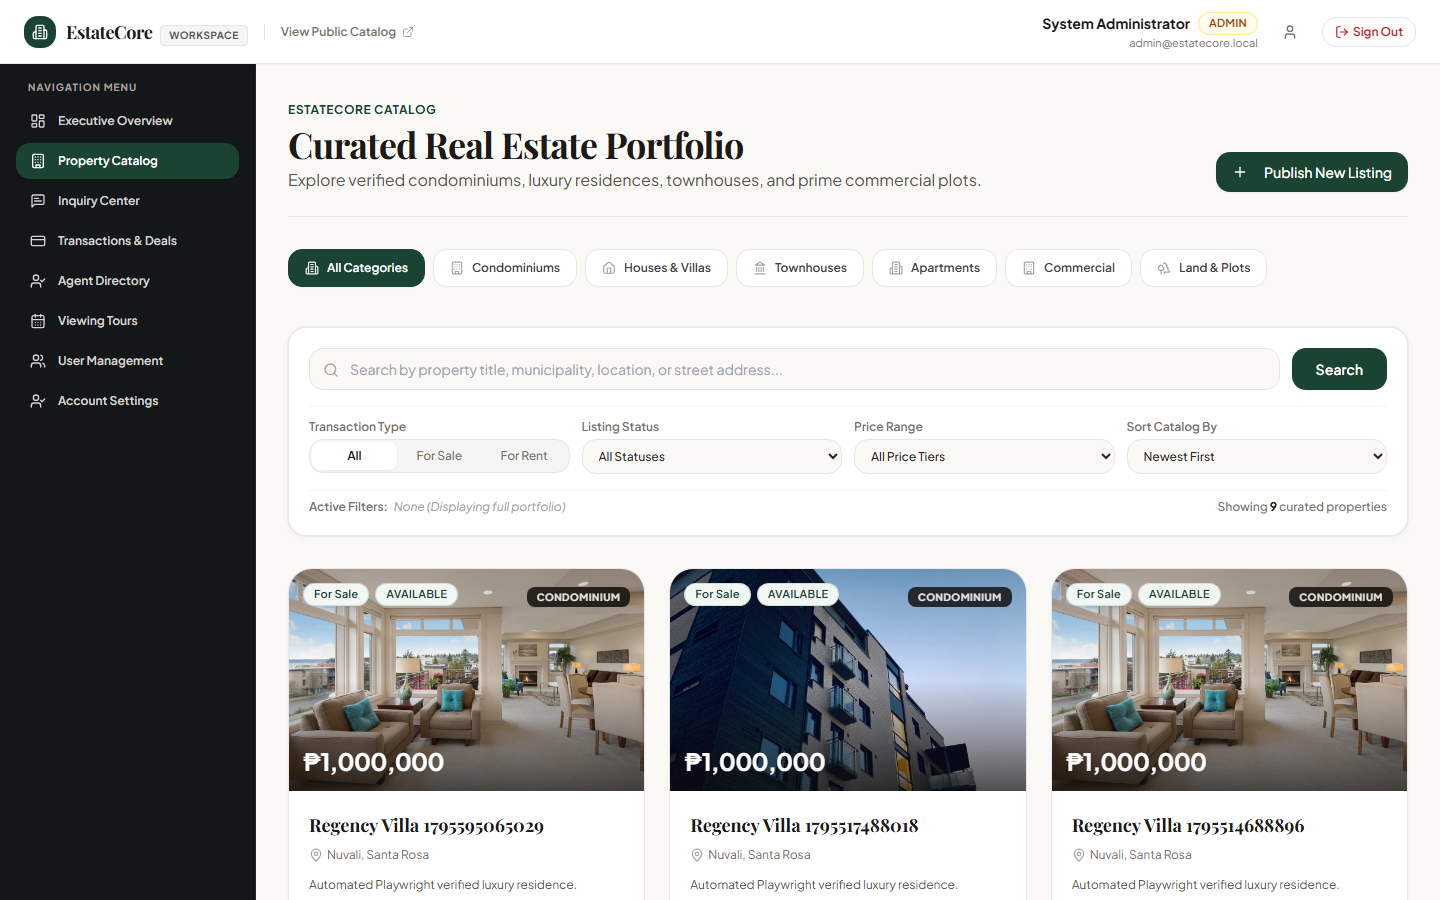 EstateCore WORKSPACE View Public Catalog
System Administrator ADMIN
admin@estatecore.local
Sign Out
NAVIGATION MENU
Executive Overview
Property Catalog
Inquiry Center
Transactions & Deals
Agent Directory
Viewing Tours
User Management
Account Settings
ESTATECORE CATALOG
Curated Real Estate Portfolio
Explore verified condominiums, luxury residences, townhouses, and prime commercial plots.
Publish New Listing
All Categories Condominiums Houses & Villas Townhouses Apartments Commercial Land & Plots
Search by property title, municipality, location, or street address...
Search
Transaction Type Listing Status Price Range Sort Catalog By
All For Sale For Rent All Statuses All Price Tiers Newest First
Active Filters: None (Displaying full portfolio) Showing 9 curated properties
For Sale AVAILABLE CONDOMINIUM
₱1,000,000
Regency Villa 1795595065029
Nuvali, Santa Rosa
Automated Playwright verified luxury residence.
For Sale AVAILABLE CONDOMINIUM
₱1,000,000
Regency Villa 1795517488018
Nuvali, Santa Rosa
Automated Playwright verified luxury residence.
For Sale AVAILABLE CONDOMINIUM
₱1,000,000
Regency Villa 1795514688896
Nuvali, Santa Rosa
Automated Playwright verified luxury residence.